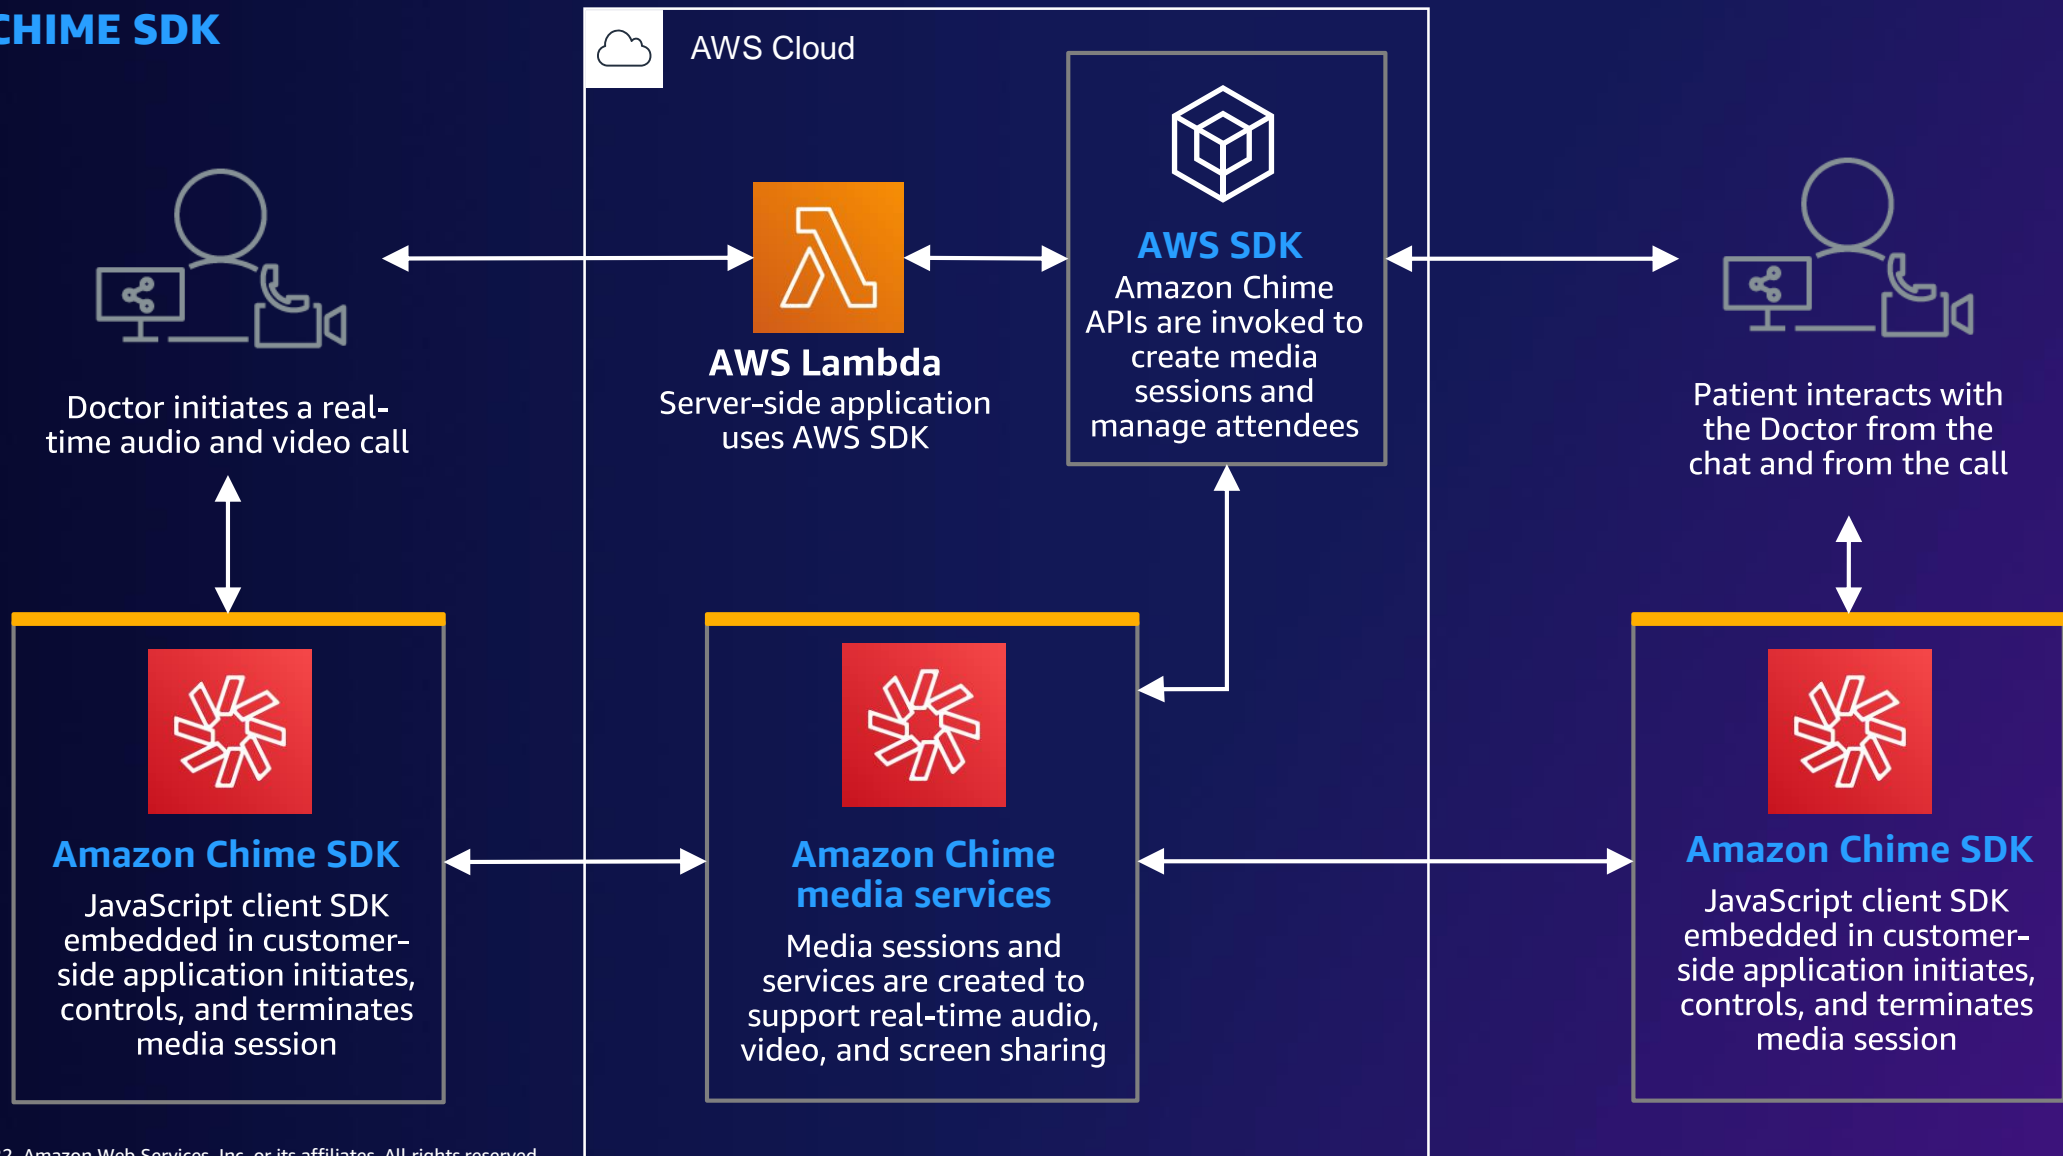 CHIME SDK
AWS Cloud
Doctor initiates a real-
time audio and video call
AWS Lambda
Server-side application
uses AWS SDK
AWS SDK
Amazon Chime
APIs are invoked to
create media
sessions and
manage attendees
Patient interacts with
the Doctor from the
chat and from the call
Amazon Chime SDK
JavaScript client SDK
embedded in customer-
side application initiates,
controls, and terminates
media session
Amazon Chime
media services
Media sessions and
services are created to
support real-time audio,
video, and screen sharing
Amazon Chime SDK
JavaScript client SDK
embedded in customer-
side application initiates,
controls, and terminates
media session
Amazon Web Services, Inc. or its affiliates. All rights reserved